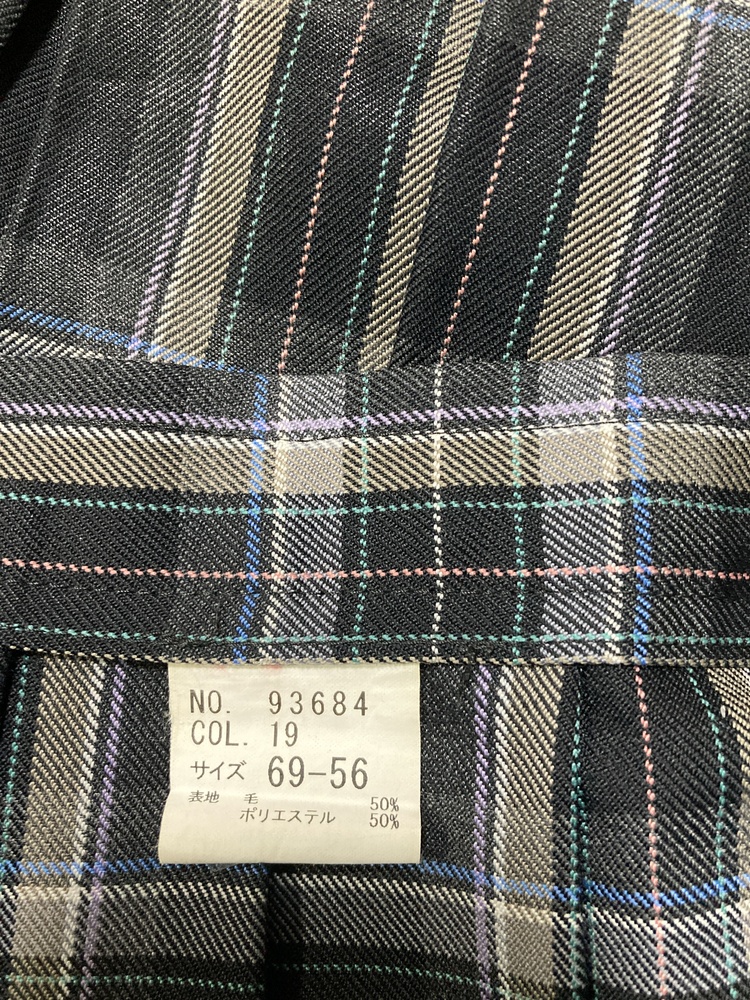 NO. 93684
COL. 19
サイズ 69-56
表地 毛 50%
ポリエステル 50%